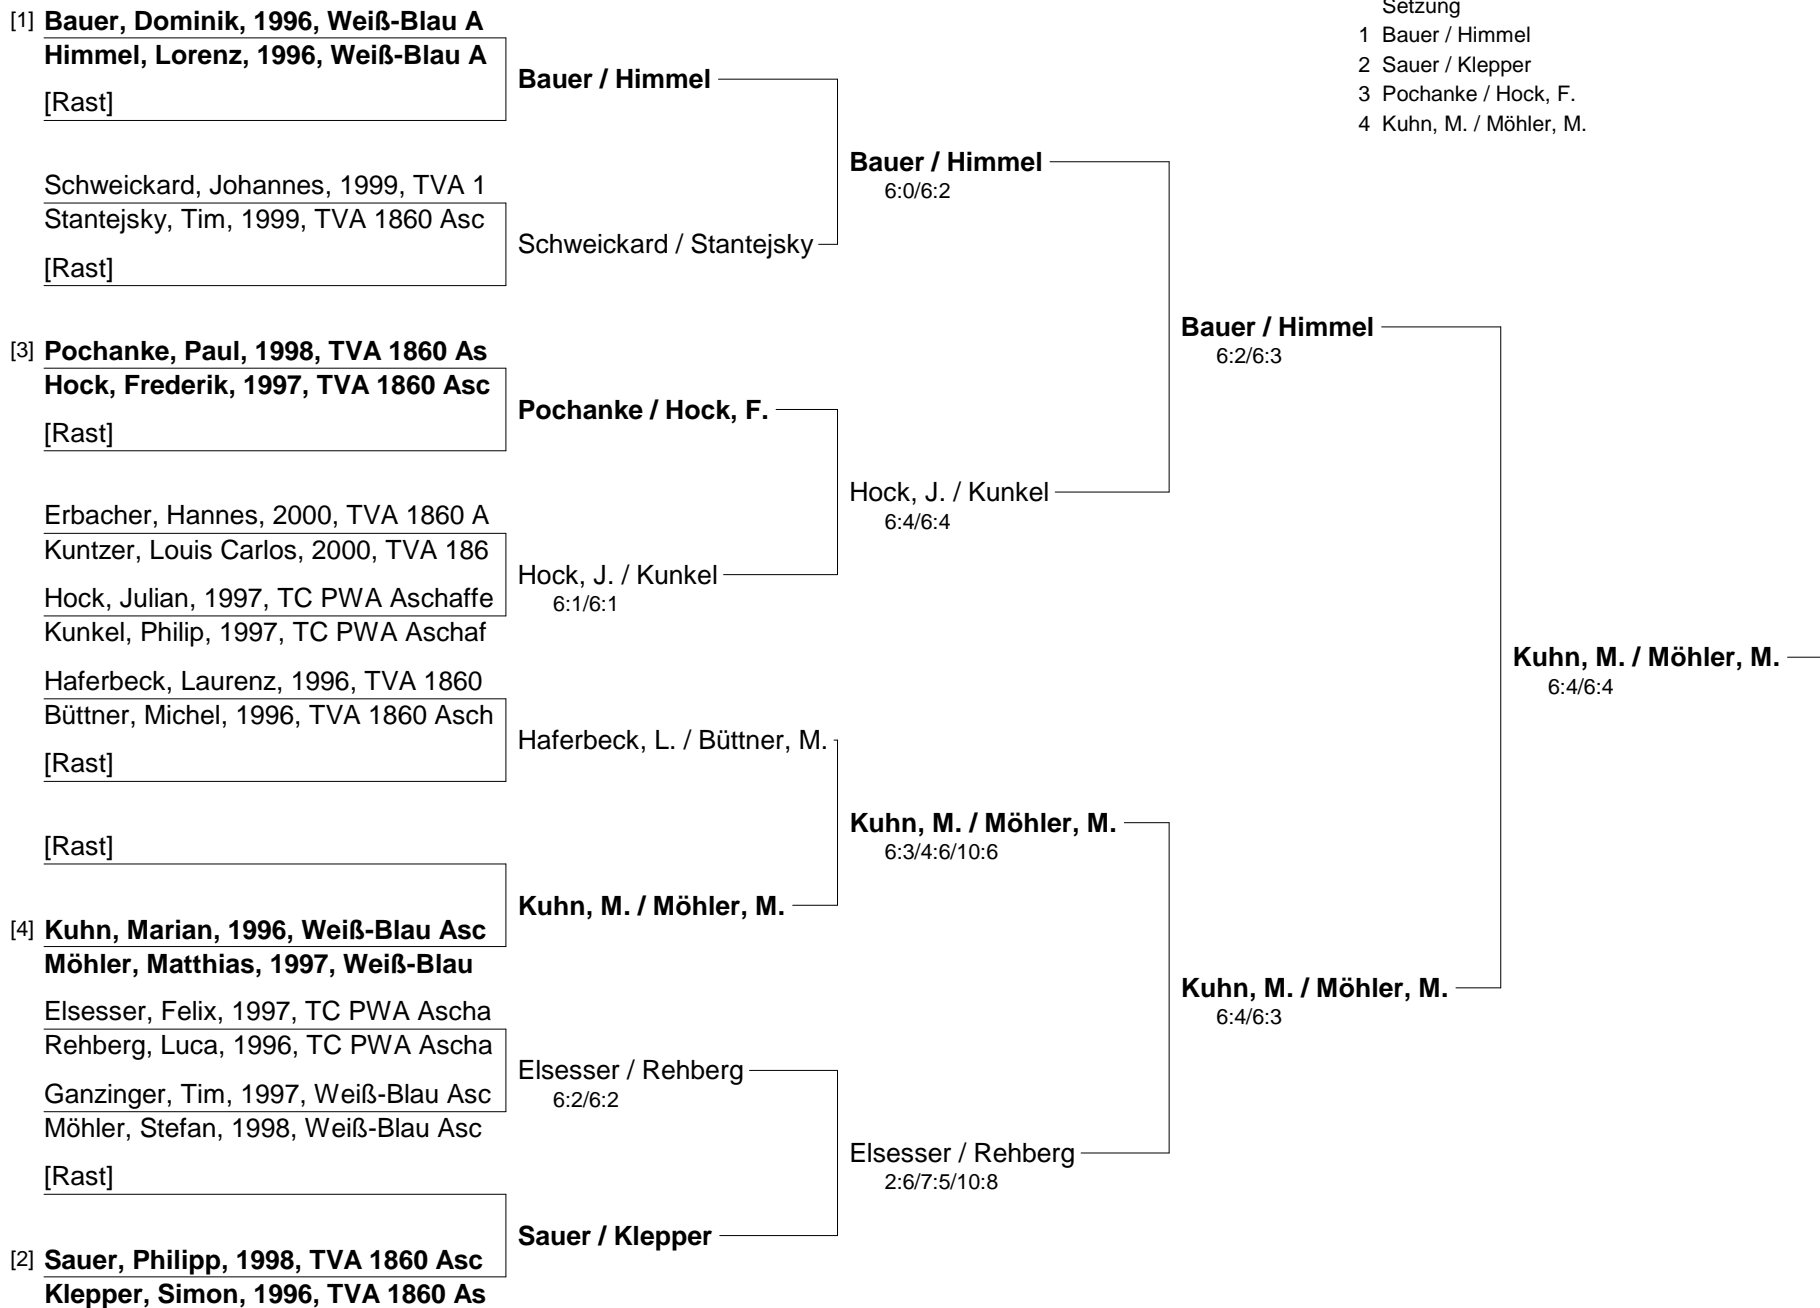 Setzung
1 Bauer / Himmel
2 Sauer / Klepper
3 Pochanke / Hock, F.
4 Kuhn, M. / Möhler, M.
[1] Bauer, Dominik, 1996, Weiß-Blau A
Himmel, Lorenz, 1996, Weiß-Blau A
[Rast]
Schweickard, Johannes, 1999, TVA 1
Stantejsky, Tim, 1999, TVA 1860 Asc
[Rast]
[3] Pochanke, Paul, 1998, TVA 1860 As
Hock, Frederik, 1997, TVA 1860 Asc
[Rast]
Erbacher, Hannes, 2000, TVA 1860 A
Kuntzer, Louis Carlos, 2000, TVA 186
Hock, Julian, 1997, TC PWA Aschaffe
Kunkel, Philip, 1997, TC PWA Aschaf
Haferbeck, Laurenz, 1996, TVA 1860
Büttner, Michel, 1996, TVA 1860 Asch
[Rast]
[Rast]
[4] Kuhn, Marian, 1996, Weiß-Blau Asc
Möhler, Matthias, 1997, Weiß-Blau
Elsesser, Felix, 1997, TC PWA Ascha
Rehberg, Luca, 1996, TC PWA Ascha
Ganzinger, Tim, 1997, Weiß-Blau Asc
Möhler, Stefan, 1998, Weiß-Blau Asc
[Rast]
[2] Sauer, Philipp, 1998, TVA 1860 Asc
Klepper, Simon, 1996, TVA 1860 As
Bauer / Himmel
Schweickard / Stantejsky
Pochanke / Hock, F.
Hock, J. / Kunkel
6:1/6:1
Haferbeck, L. / Büttner, M.
Kuhn, M. / Möhler, M.
Elsesser / Rehberg
6:2/6:2
Sauer / Klepper
Bauer / Himmel
6:0/6:2
Hock, J. / Kunkel
6:4/6:4
Kuhn, M. / Möhler, M.
6:3/4:6/10:6
Elsesser / Rehberg
2:6/7:5/10:8
Bauer / Himmel
6:2/6:3
Kuhn, M. / Möhler, M.
6:4/6:3
Kuhn, M. / Möhler, M.
6:4/6:4